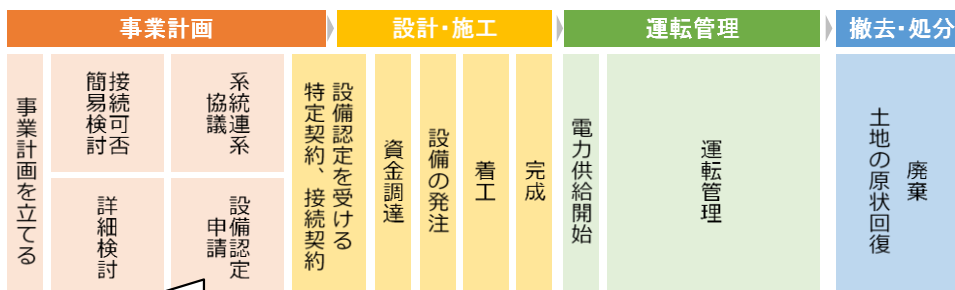 事業計画
設計・施工
運転管理
撤去・処分
事業計画を立てる
接続可否
簡易検討
系統連系
協議
詳細検討
設備認定
申請
設備認定を受ける
特定契約、接続契約
資金調達
設備の発注
着工
完成
電力供給開始
運転管理
廃棄
土地の原状回復